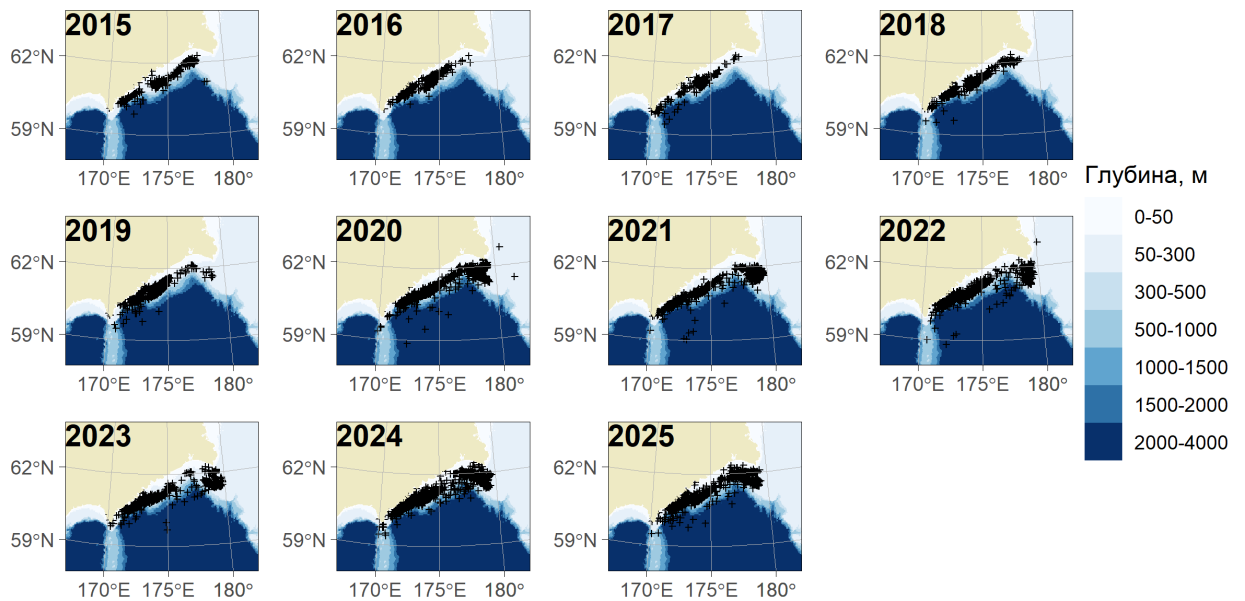 2015
2016
2017
2018
62°N
59°N
170°E 175°E 180°
170°E 175°E 180°
170°E 175°E 180°
170°E 175°E 180°
2019
2020
2021
2022
62°N
59°N
170°E 175°E 180°
170°E 175°E 180°
170°E 175°E 180°
170°E 175°E 180°
2023
2024
2025
62°N
59°N
170°E 175°E 180°
170°E 175°E 180°
170°E 175°E 180°
62°N
59°N
62°N
59°N
62°N
59°N
62°N
59°N
62°N
59°N
62°N
59°N
62°N
59°N
62°N
59°N
Глубина, м
0-50
50-300
300-500
500-1000
1000-1500
1500-2000
2000-4000